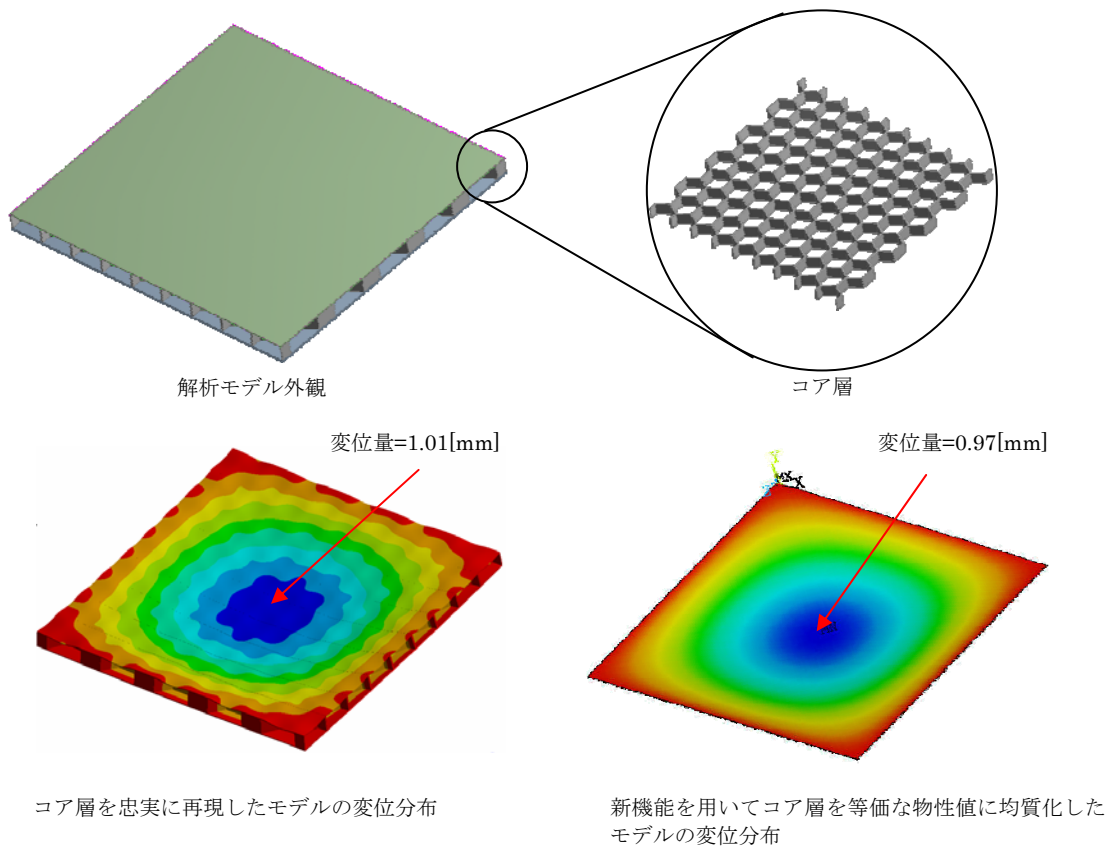 解析モデル外観
コア層
変位量=1.01[mm]
変位量=0.97[mm]
コア層を忠実に再現したモデルの変位分布
新機能を用いてコア層を等価な物性値に均質化した
モデルの変位分布